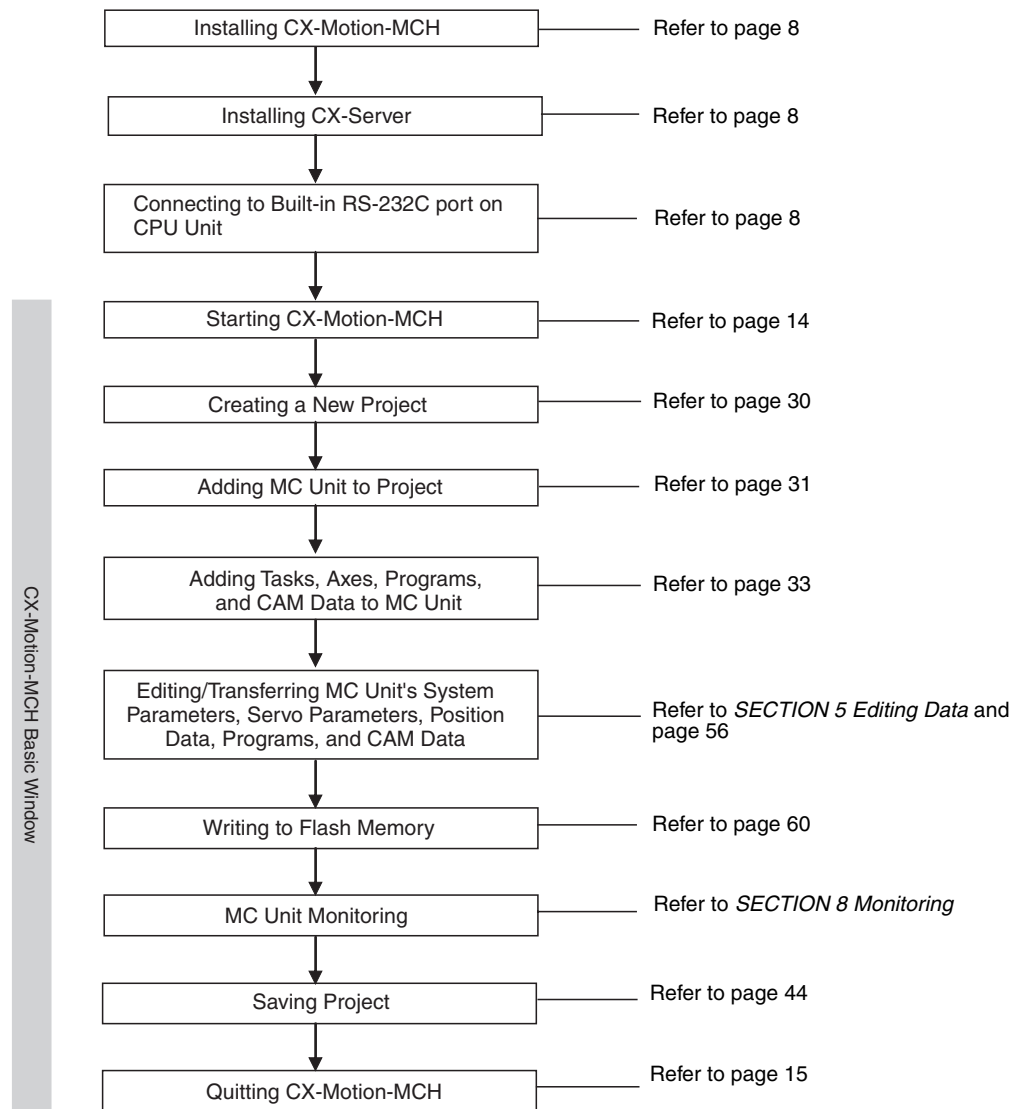 Installing CX-Motion-MCH
Refer to page 8
Installing CX-Server
Refer to page 8
Connecting to Built-in RS-232C port on
CPU Unit
Refer to page 8
CX-Motion-MCH Basic Window
Starting CX-Motion-MCH
Refer to page 14
Creating a New Project
Refer to page 30
Adding MC Unit to Project
Refer to page 31
Adding Tasks, Axes, Programs,
and CAM Data to MC Unit
Refer to page 33
Editing/Transferring MC Unit's System
Parameters, Servo Parameters, Position
Data, Programs, and CAM Data
Refer to SECTION 5 Editing Data and
page 56
Writing to Flash Memory
Refer to page 60
MC Unit Monitoring
Refer to SECTION 8 Monitoring
Saving Project
Refer to page 44
Quitting CX-Motion-MCH
Refer to page 15